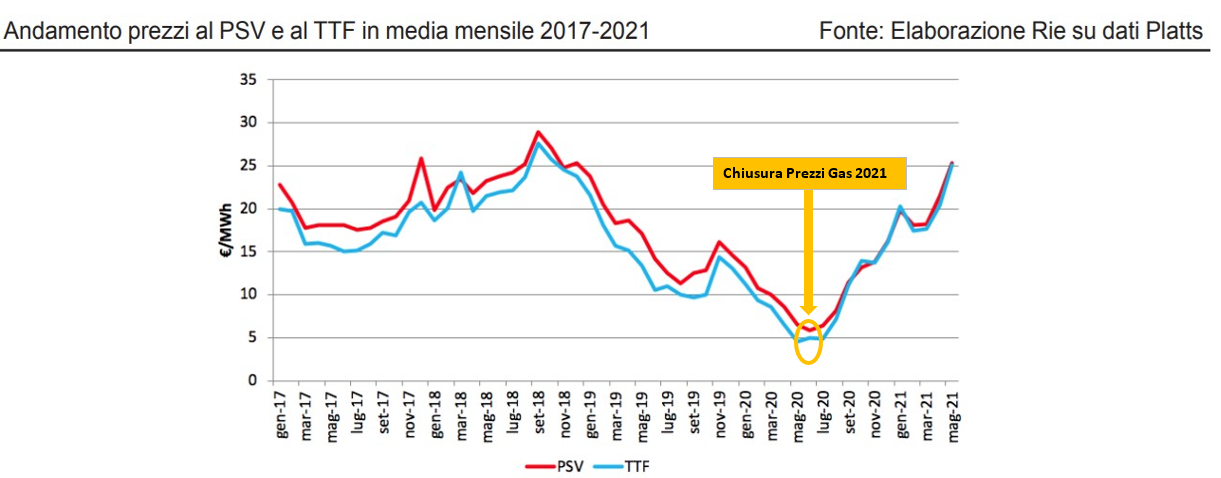 Andamento prezzi al PSV e al TTF in media mensile 2017-2021 Fonte: Elaborazione Rie su dati Platts
35
30
25
20
15
10
5
0
€/MWh
Chiusura Prezzi Gas 2021
gen-17
mar-17
mag-17
lug-17
set-17
nov-17
gen-18
mar-18
mag-18
lug-18
set-18
nov-18
gen-19
mar-19
mag-19
lug-19
set-19
nov-19
gen-20
mar-20
mag-20
lug-20
set-20
nov-20
gen-21
mar-21
mag-21
PSV TTF